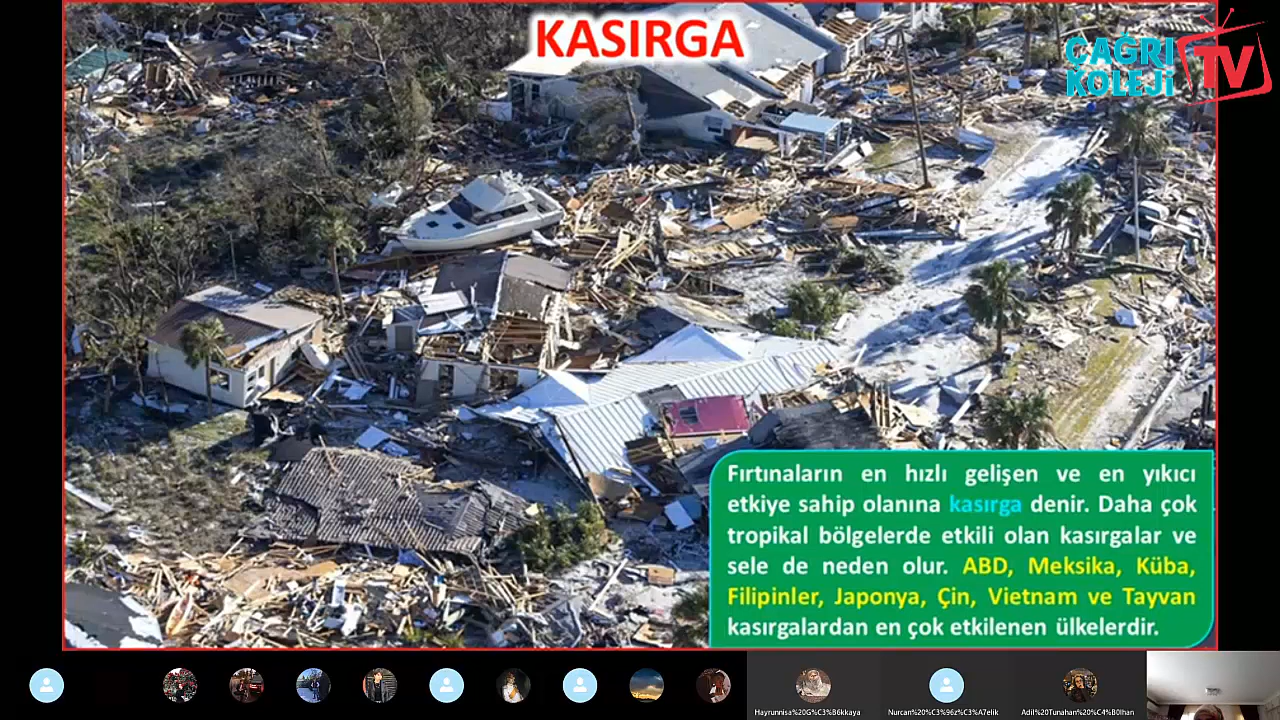 KASIRGA
ÇAĞRI
KOLEJİ
TV
Fırtınaların en hızlı gelişen ve en yıkıcı
etkiye sahip olanına kasırga denir. Daha çok
tropikal bölgelerde etkili olan kasırgalar ve
sele de neden olur. ABD, Meksika, Küba,
Filipinler, Japonya, Çin, Vietnam ve Tayvan
kasırgalardan en çok etkilenen ülkelerdir.
Hayrunnisa%20G%C3%B6kkaya
Nurcan%20%C3%96z%C3%A7elik
Adil%20Tunahan%20%C4%B0lhan